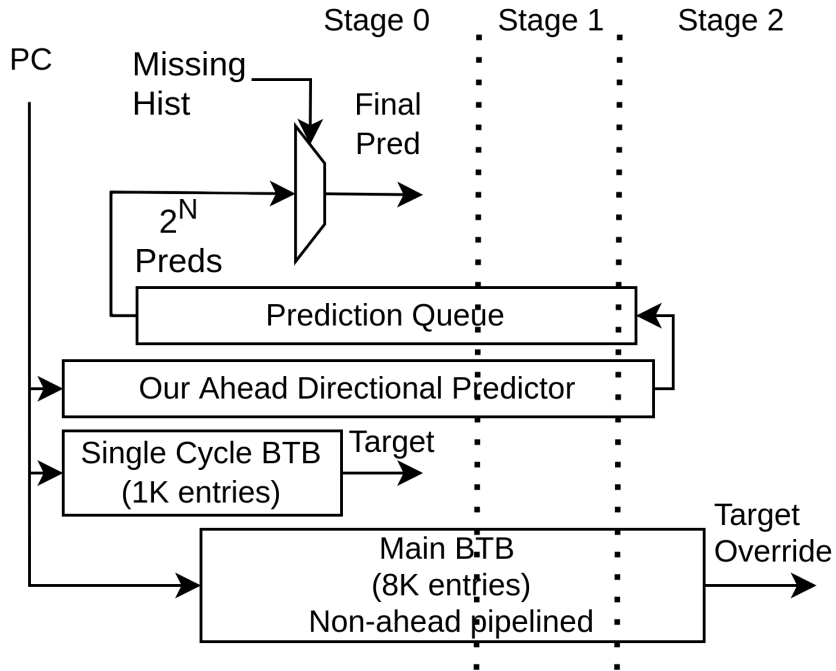 Stage 0
Stage 1
Stage 2
PC
Missing
Hist
Final
Pred
2^N
Preds
Prediction Queue
Our Ahead Directional Predictor
Single Cycle BTB
(1K entries)
Target
Main BTB
(8K entries)
Non-ahead pipelined
Target
Override